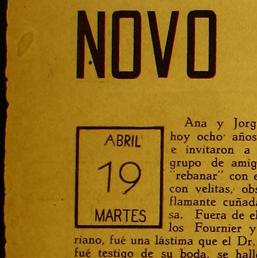 NOVO
ABRIL
19
MARTES
Ana y Jorg
hoy ocho años
e invitaron a
grupo de amig
"rebanar" con e
con velitas, obs
flamante cuñada
sa. Fuera de el
los Fournier y
riano, fué una lástima que el Dr.
fué testigo de su boda, se halle